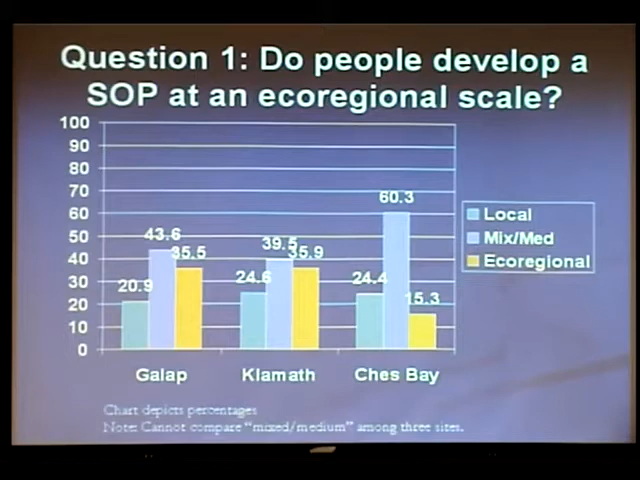 Question 1: Do people develop a
SOP at an ecoregional scale?
100
90
80
70
60
50
40
30
20
10
0
20.9
43.6
35.5
24.6
39.5
35.9
24.4
60.3
15.3
Galap
Klamath
Ches Bay
Local
Mix/Med
Ecoregional
Chart depicts percentages
Note: Cannot compare "mixed/medium" among three sites.